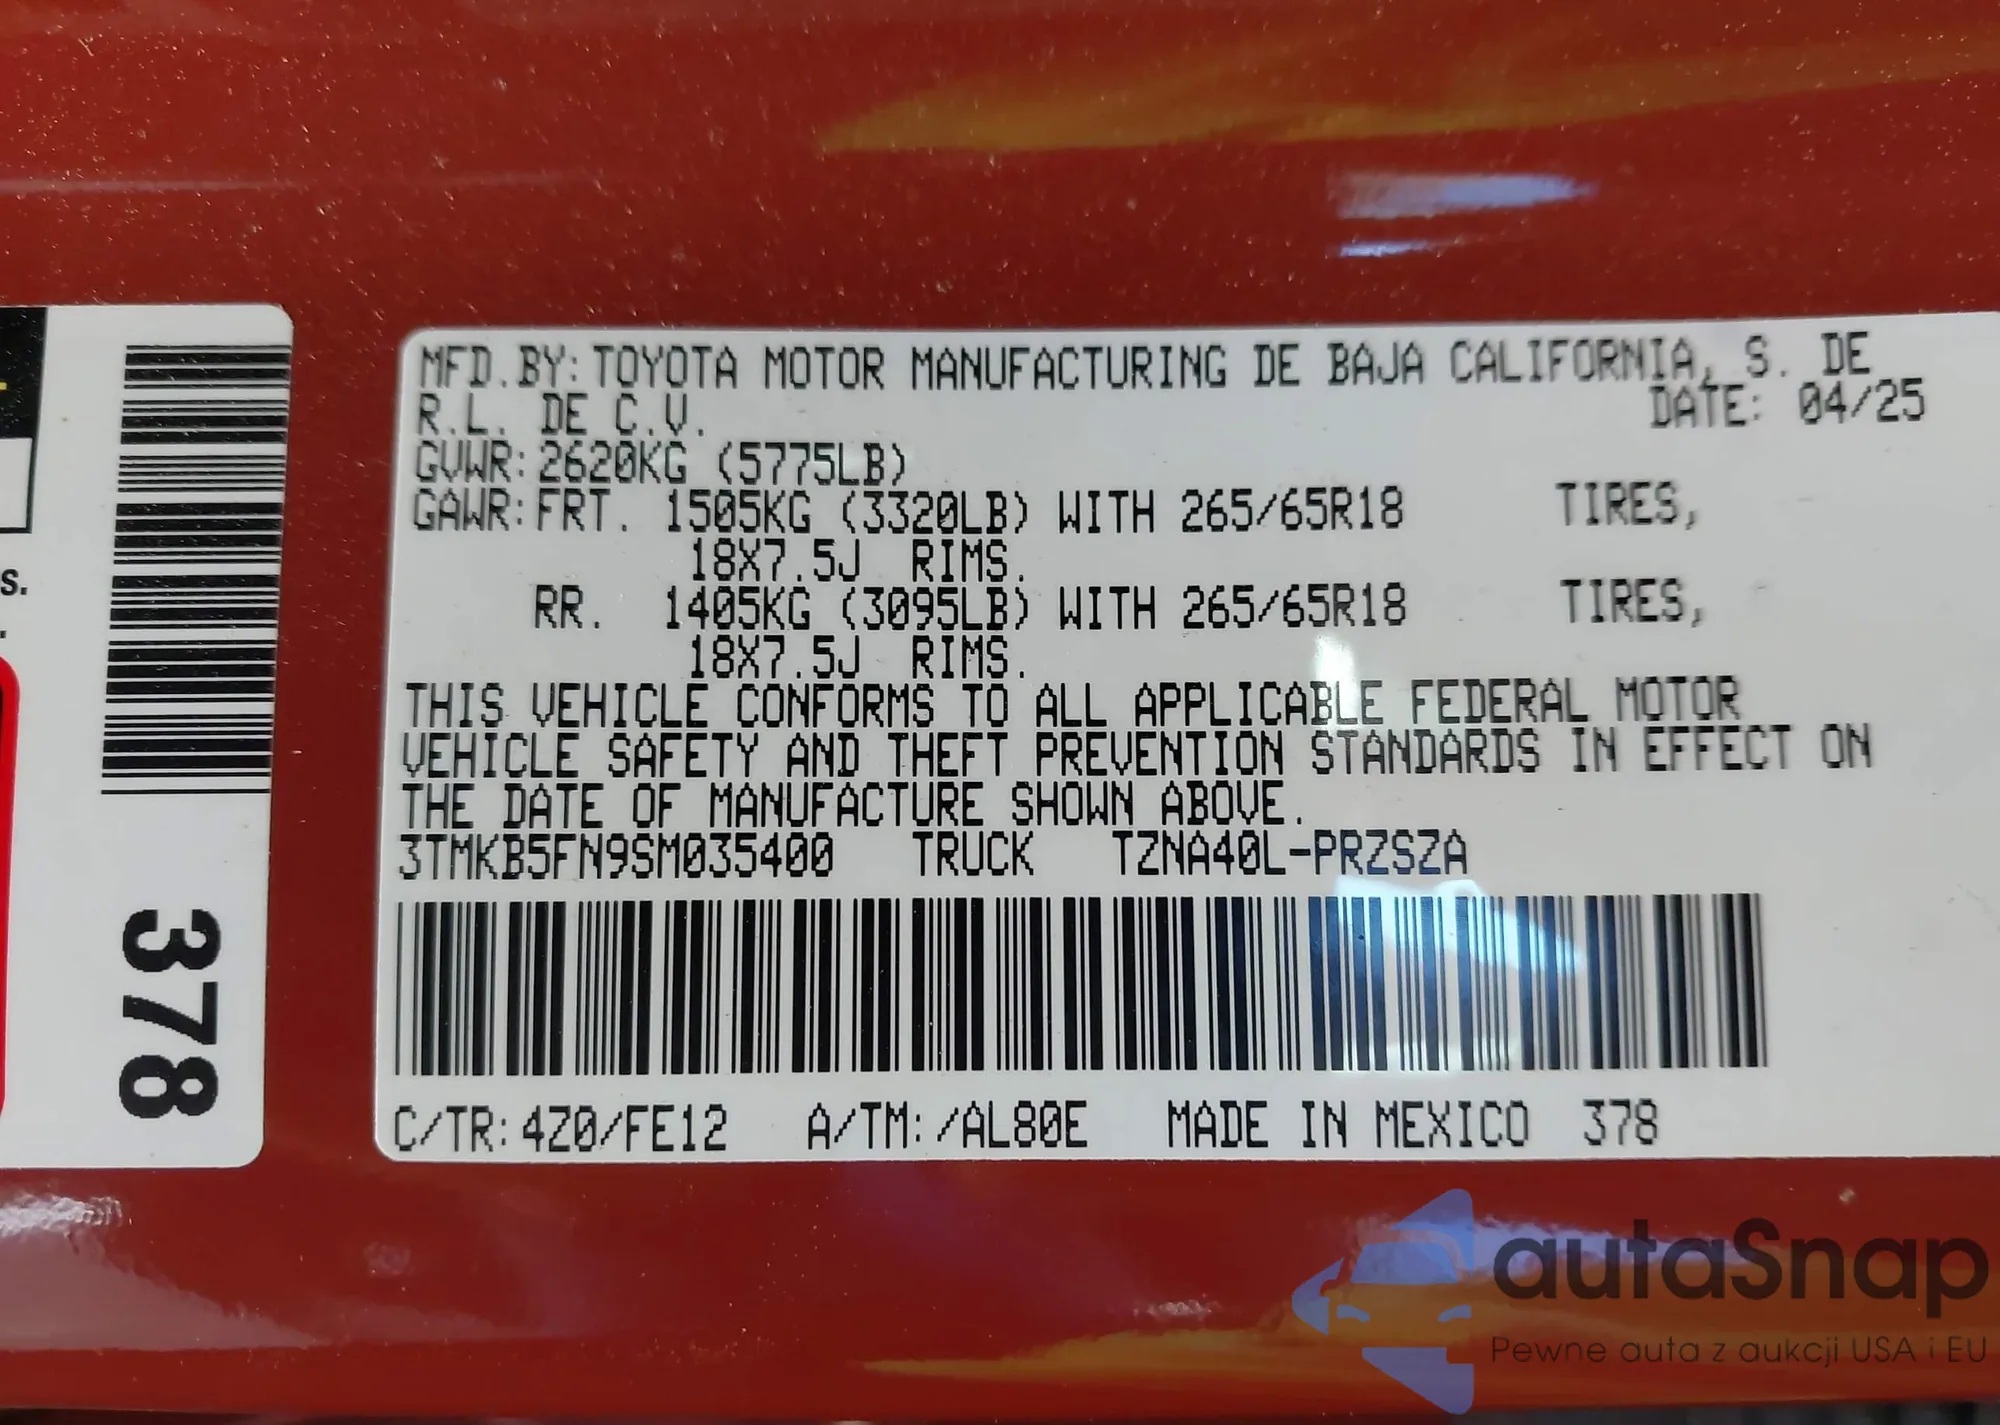 MFD.BY: TOYOTA MOTOR MANUFACTURING DE BAJA CALIFORNIA, S. DE
R.L. DE C.V. DATE: 04/25
GVWR: 2620KG (5775LB)
GAWR: FRT. 1505KG (3320LB) WITH 265/65R18 TIRES,
18X7.5J RIMS.
RR. 1405KG (3095LB) WITH 265/65R18 TIRES,
18X7.5J RIMS.
THIS VEHICLE CONFORMS TO ALL APPLICABLE FEDERAL MOTOR
VEHICLE SAFETY AND THEFT PREVENTION STANDARDS IN EFFECT ON
THE DATE OF MANUFACTURE SHOWN ABOVE.
3TMKB5FN9SM035400 TRUCK TZNA40L-PRZSZA
C/TR: 4Z0/FE12 A/TM: /AL80E MADE IN MEXICO 378
378
s.
autaSnap
Pewne auta z aukcji USA i EU